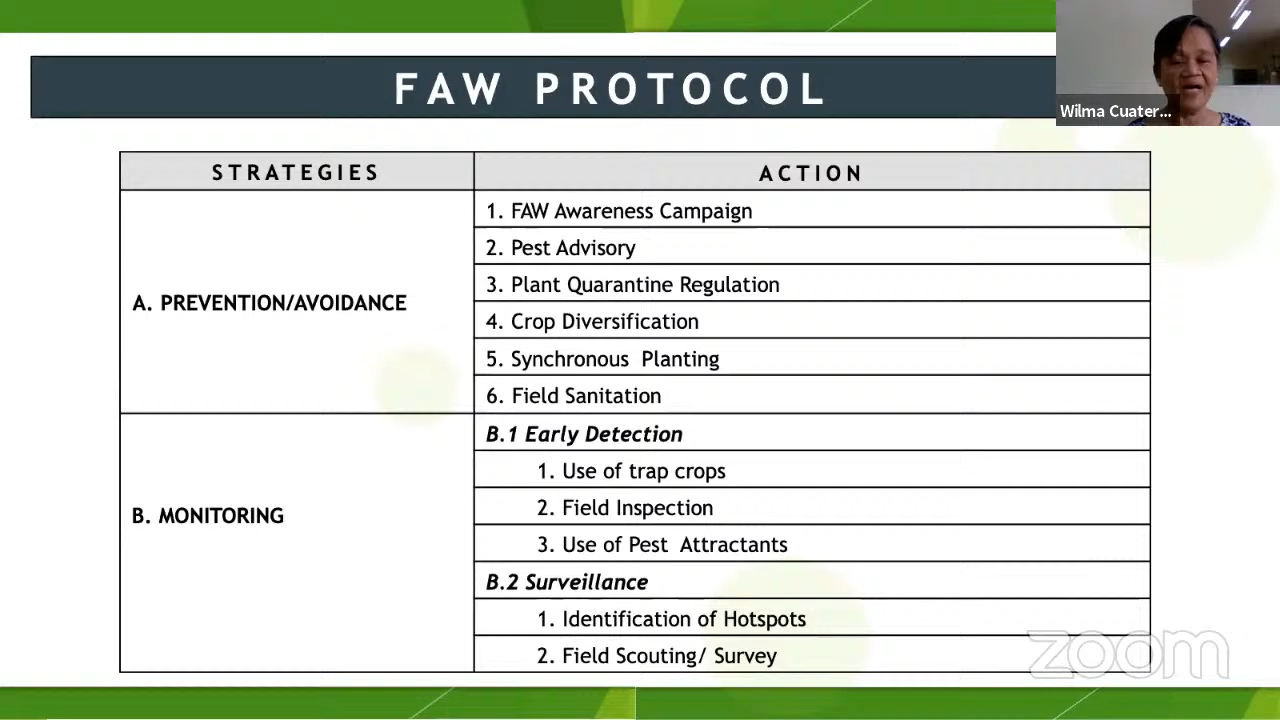 FAW PROTOCOL
Wilma Cuater...
STRATEGIES
ACTION
A. PREVENTION/AVOIDANCE
1. FAW Awareness Campaign
2. Pest Advisory
3. Plant Quarantine Regulation
4. Crop Diversification
5. Synchronous Planting
6. Field Sanitation
B. MONITORING
B.1 Early Detection
1. Use of trap crops
2. Field Inspection
3. Use of Pest Attractants
B.2 Surveillance
1. Identification of Hotspots
2. Field Scouting/ Survey
zoom